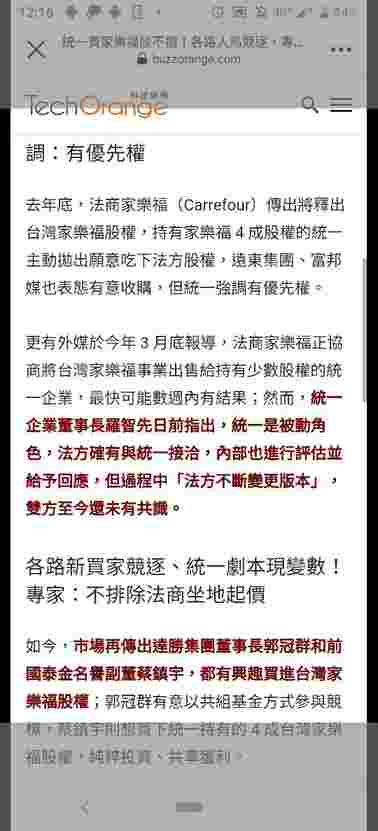 12:16
統一買家樂福談不攏！各路人馬競逐，專...
buzzorange.com
TechOrange
調：有優先權
去年底，法商家樂福（Carrefour）傳出將釋出
台灣家樂福股權，持有家樂福 4 成股權的統一
主動拋出願意吃下法方股權，遠東集團、富邦
媒也表態有意收購，但統一強調有優先權。
更有外媒於今年 3 月底報導，法商家樂福正協
商將台灣家樂福事業出售給持有少數股權的統
一企業，最快可能數週內有結果；然而，統一
企業董事長羅智先日前指出，統一是被動角
色，法方確有與統一接洽，內部也進行評估並
給予回應，但過程中「法方不斷變更版本」，
雙方至今還未有共識。
各路新買家競逐、統一劇本現變數！
專家：不排除法商坐地起價
如今，市場再傳出達勝集團董事長郭冠群和前
國泰金名譽副董蔡鎮宇，都有興趣買進台灣家
樂福股權；郭冠群有意以共組基金方式參與競
標，蔡鎮宇則想買下統一持有的 4 成台灣家樂
福股權，純粹投資、共享獲利。